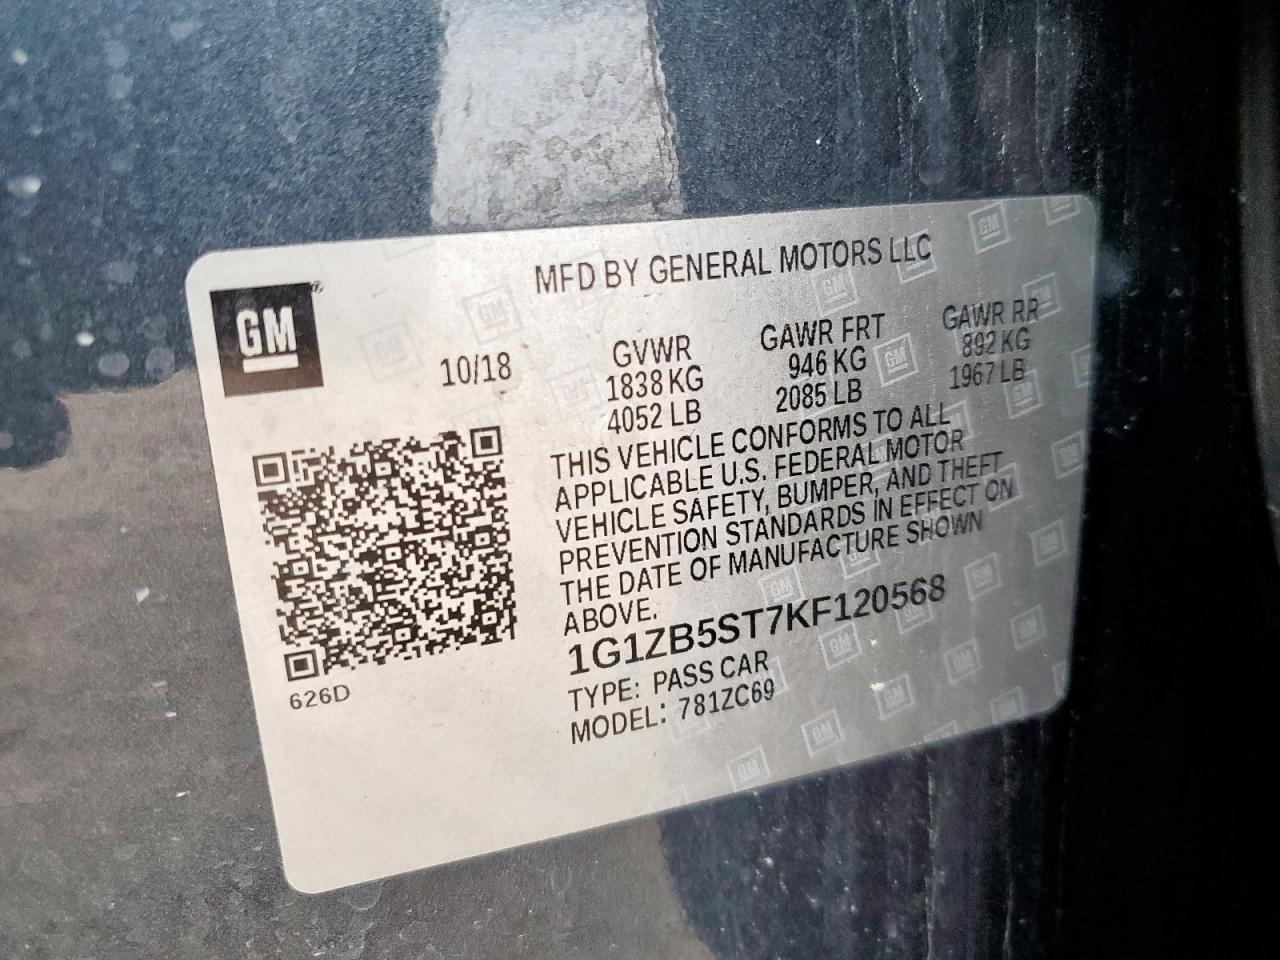 GM
MFD BY GENERAL MOTORS LLC
10/18
GVWR GAWR FRT GAWR RR
1838 KG 946 KG 892 KG
4052 LB 2085 LB 1967 LB
THIS VEHICLE CONFORMS TO ALL
APPLICABLE U.S. FEDERAL MOTOR
VEHICLE SAFETY, BUMPER, AND THEFT
PREVENTION STANDARDS IN EFFECT ON
THE DATE OF MANUFACTURE SHOWN
ABOVE.
1G1ZB5ST7KF120568
TYPE: PASS CAR
MODEL: 781ZC69
626D